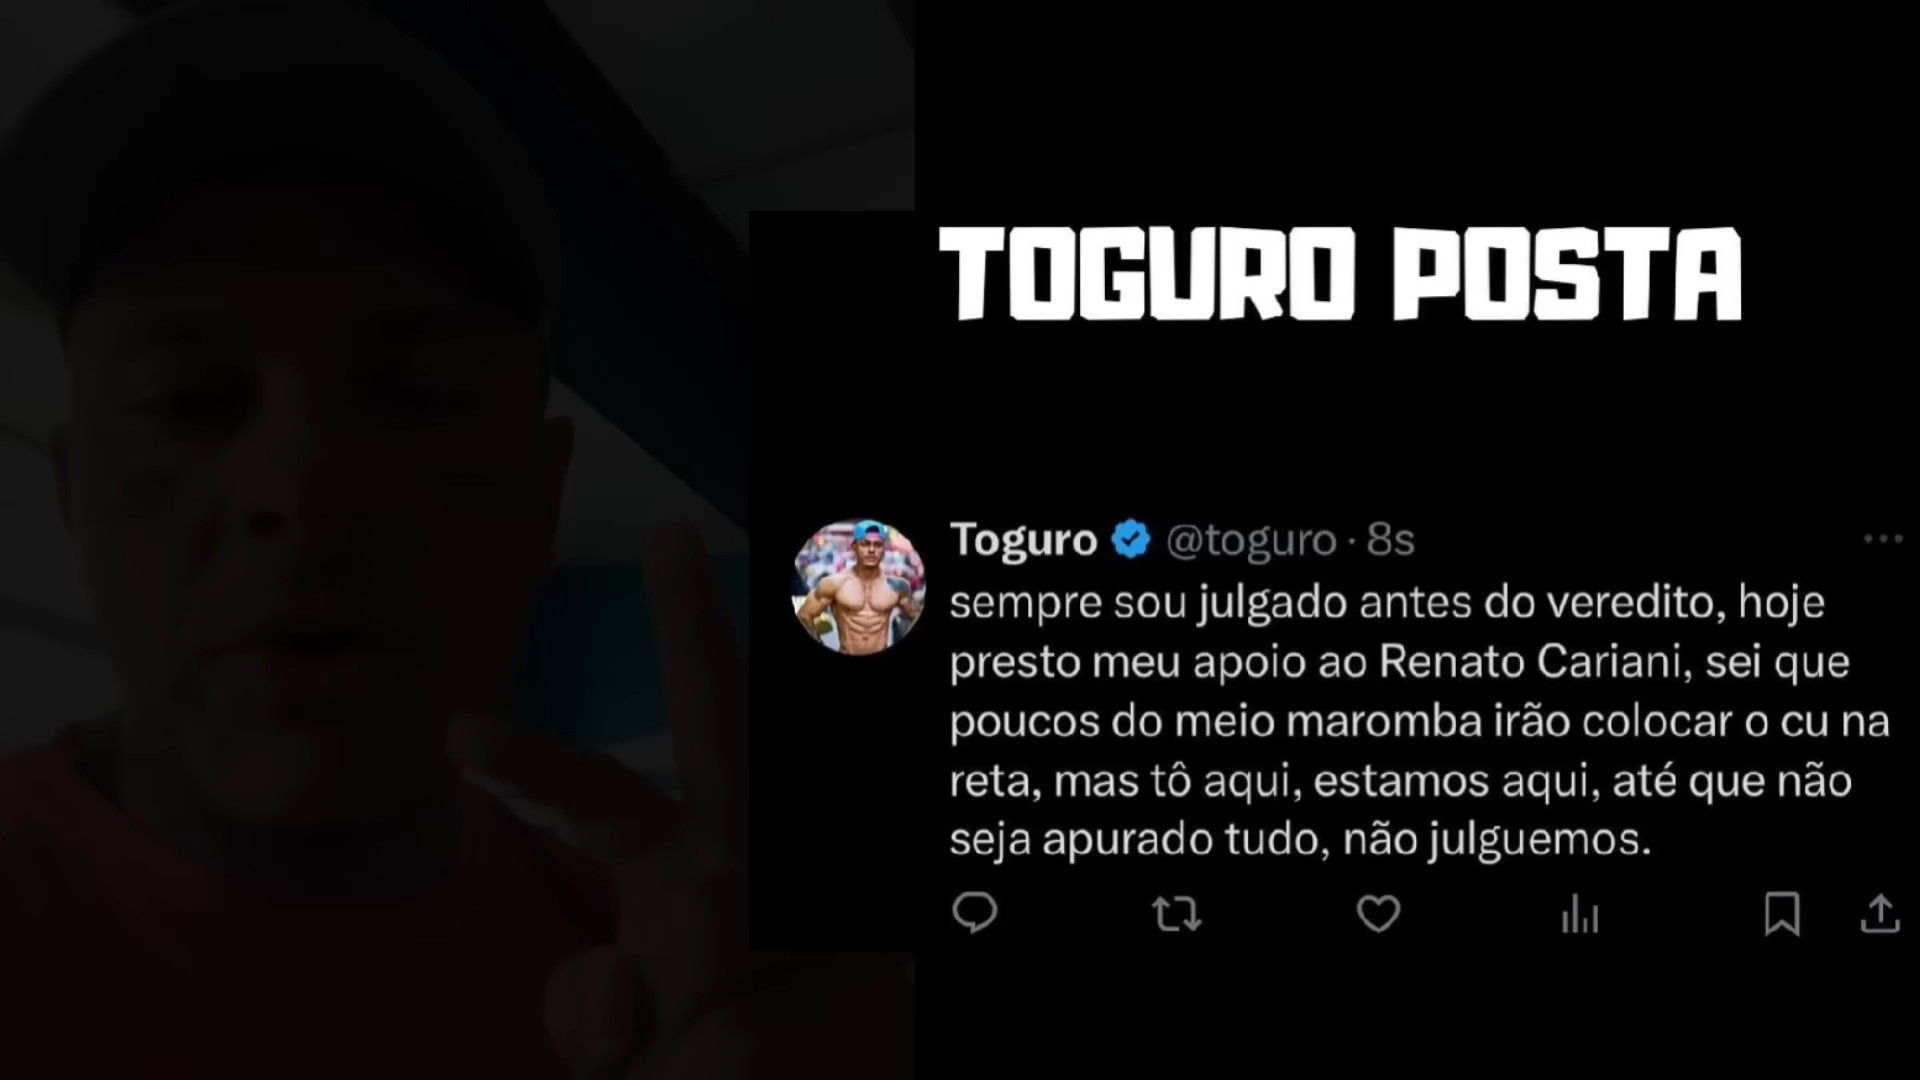 TOGURO POSTA
Toguro @toguro · 8s
sempre sou julgado antes do veredito, hoje
presto meu apoio ao Renato Cariani, sei que
poucos do meio maromba irão colocar o cu na
reta, mas tô aqui, estamos aqui, até que não
seja apurado tudo, não julguemos.